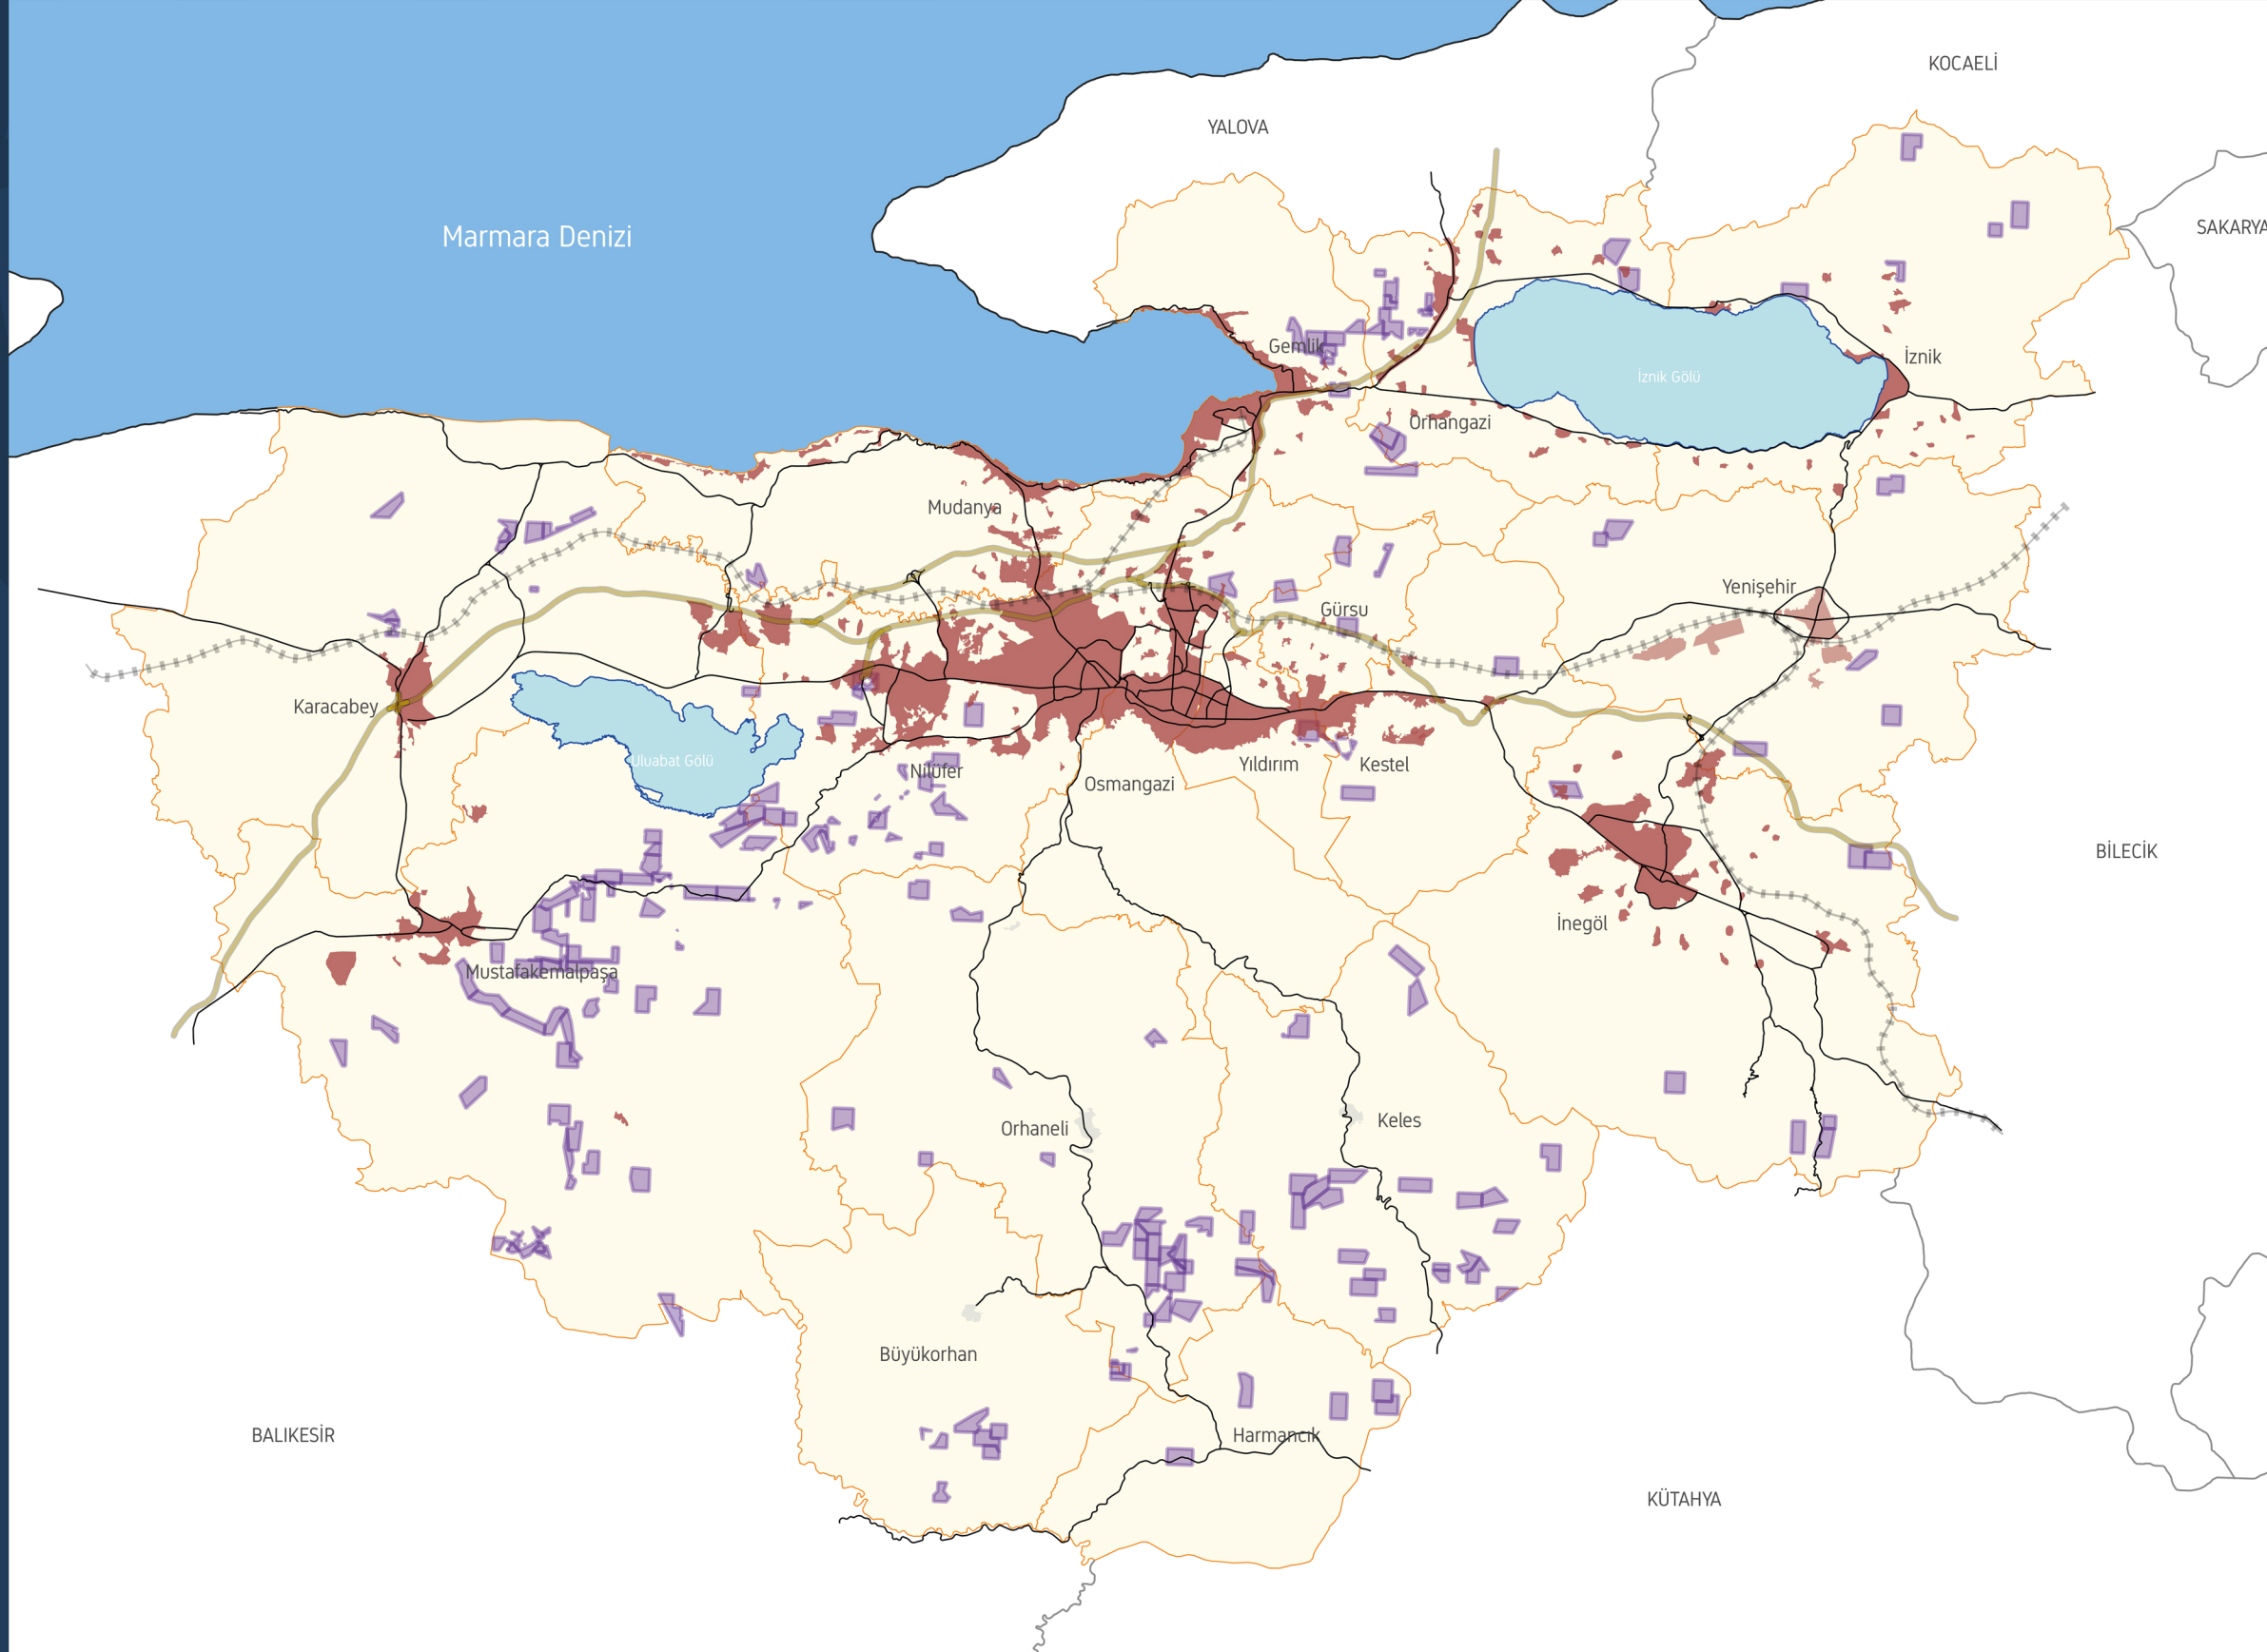 KOCAELİ
YALOVA
SAKARYA
Marmara Denizi
Gemlik
İznik
İznik Gölü
Orhangazi
Mudanya
Yenişehir
Gürsu
Karacabey
Uluabat Gölü
Nilüfer
Yıldırım
Kestel
Osmangazi
BİLECİK
İnegöl
Mustafakemalpaşa
Keles
Orhaneli
Büyükorhan
BALIKESİR
Harmancık
KÜTAHYA